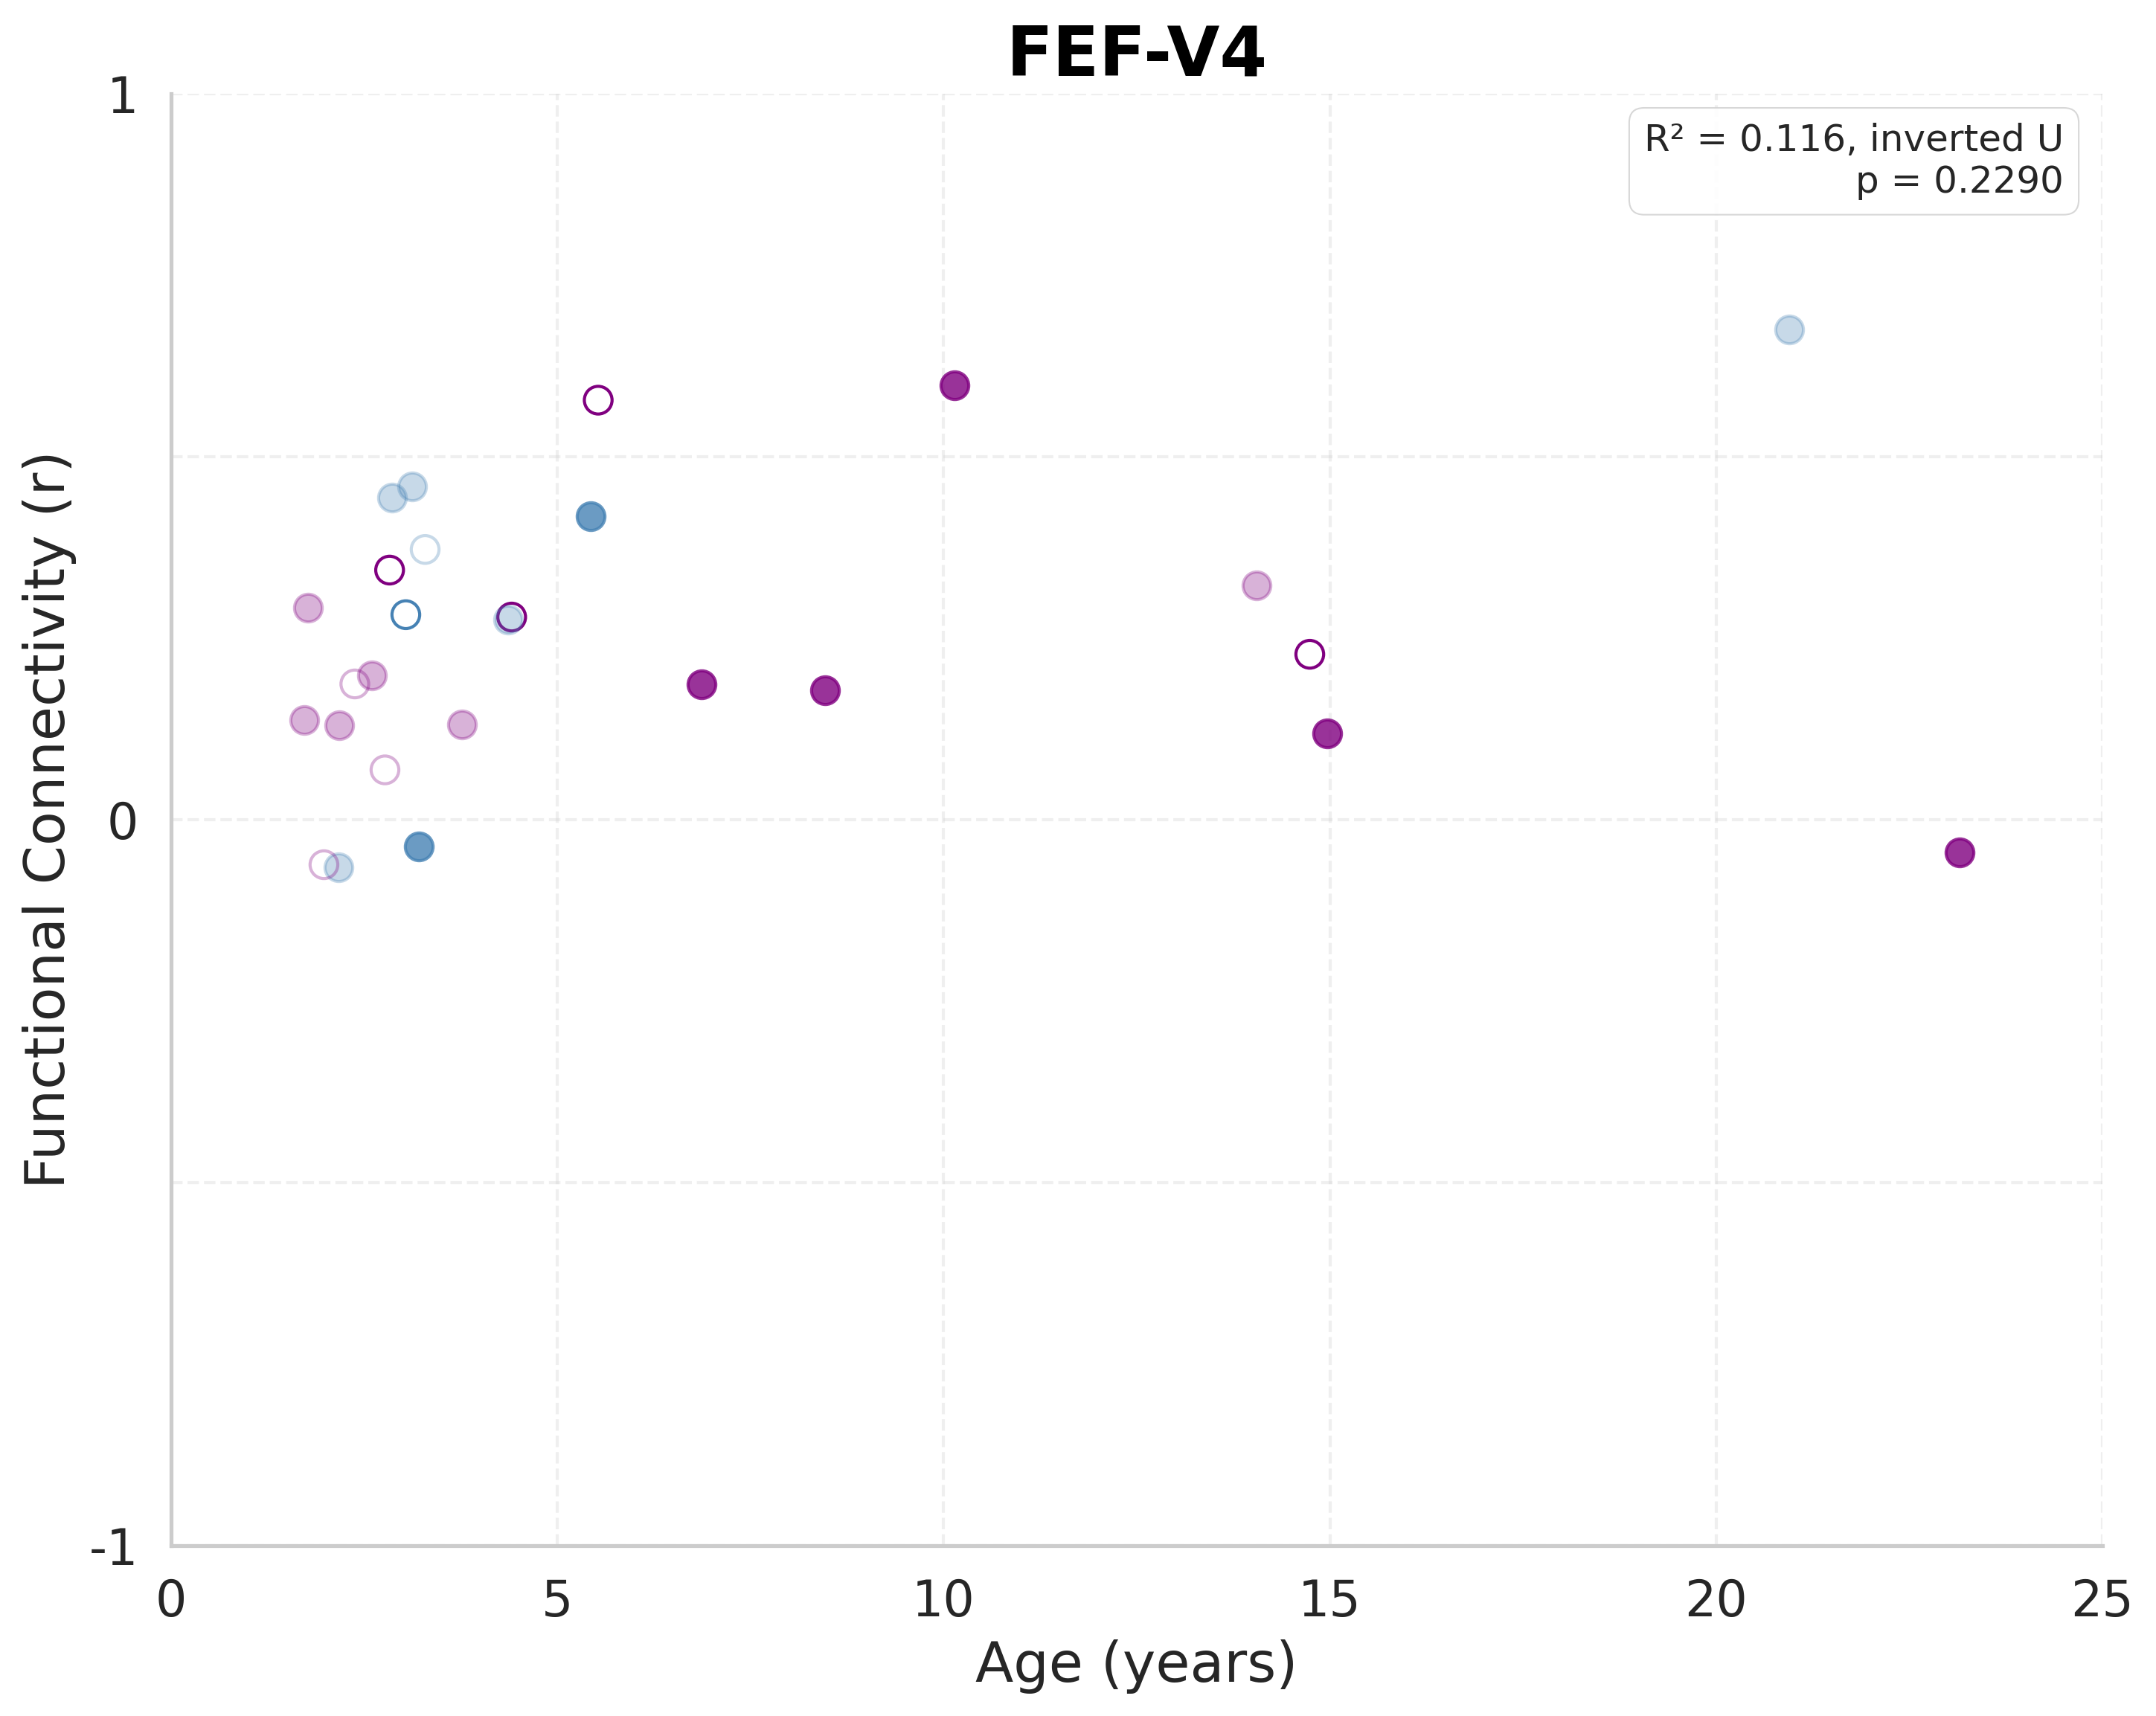 FEF-V4
R² = 0.116, inverted U
p = 0.2290
Functional Connectivity (r)
1
0
-1
0 5 10 15 20 25
Age (years)